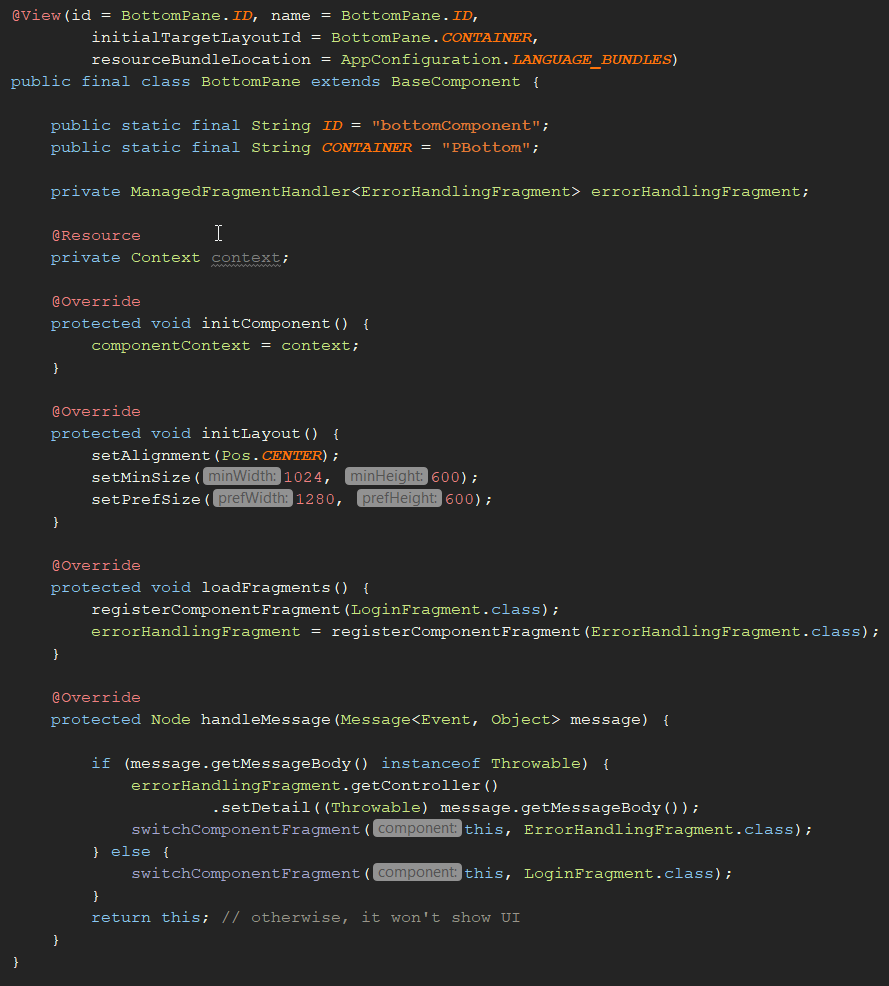 @View(id = BottomPane.ID, name = BottomPane.ID,
        initialTargetLayoutId = BottomPane.CONTAINER,
        resourceBundleLocation = AppConfiguration.LANGUAGE_BUNDLES)
public final class BottomPane extends BaseComponent {

    public static final String ID = "bottomComponent";
    public static final String CONTAINER = "PBottom";

    private ManagedFragmentHandler<ErrorHandlingFragment> errorHandlingFragment;

    @Resource
    private Context context;

    @Override
    protected void initComponent() {
        componentContext = context;
    }

    @Override
    protected void initLayout() {
        setAlignment(Pos.CENTER);
        setMinSize( minWidth: 1024, minHeight: 600);
        setPrefSize( prefWidth: 1280, prefHeight: 600);
    }

    @Override
    protected void loadFragments() {
        registerComponentFragment(LoginFragment.class);
        errorHandlingFragment = registerComponentFragment(ErrorHandlingFragment.class);
    }

    @Override
    protected Node handleMessage(Message<Event, Object> message) {

        if (message.getMessageBody() instanceof Throwable) {
            errorHandlingFragment.getController()
                    .setDetail((Throwable) message.getMessageBody());
            switchComponentFragment( component: this, ErrorHandlingFragment.class);
        } else {
            switchComponentFragment( component: this, LoginFragment.class);
        }
        return this; // otherwise, it won't show UI
    }
}